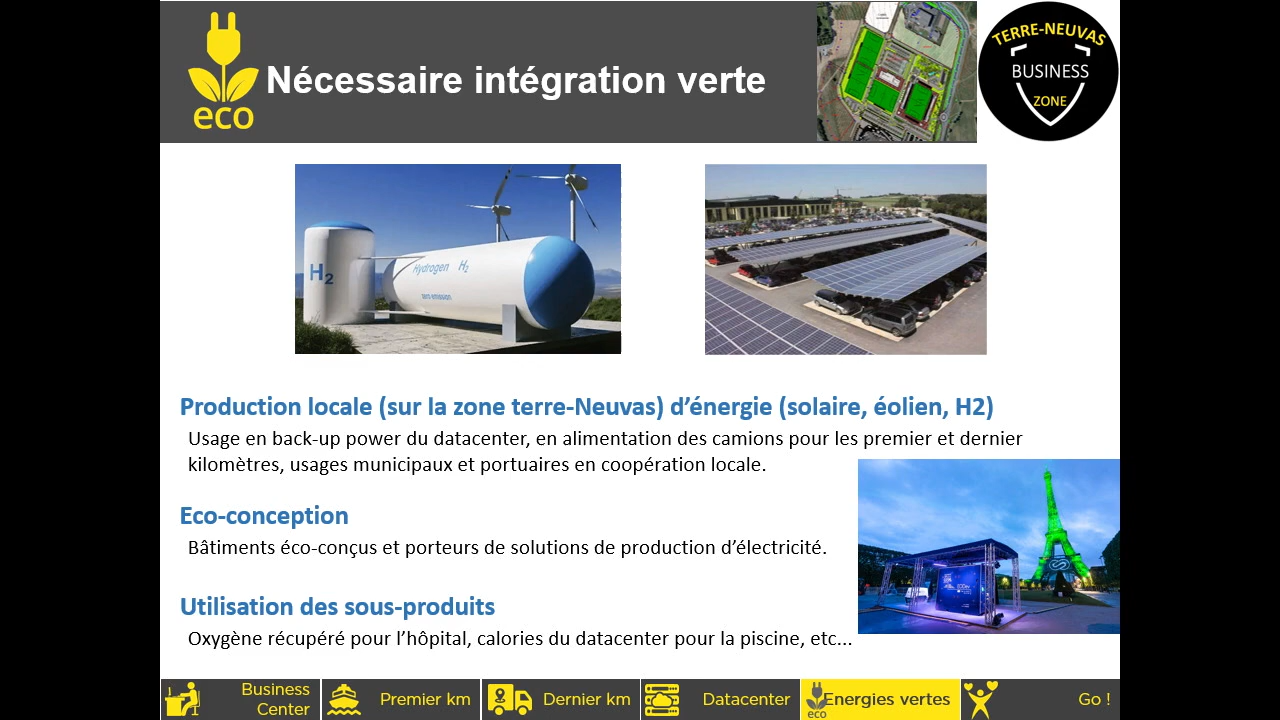 eco
Nécessaire intégration verte
TERRE-NEUVAS
BUSINESS
ZONE
H2
Hydrogen H2
zero emission
Production locale (sur la zone terre-Neuvas) d’énergie (solaire, éolien, H2)
Usage en back-up power du datacenter, en alimentation des camions pour les premier et dernier
kilomètres, usages municipaux et portuaires en coopération locale.
Eco-conception
Bâtiments éco-conçus et porteurs de solutions de production d’électricité.
Utilisation des sous-produits
Oxygène récupéré pour l’hôpital, calories du datacenter pour la piscine, etc...
Business
Center
Premier km
Dernier km
Datacenter
eco
Energies vertes
Go !